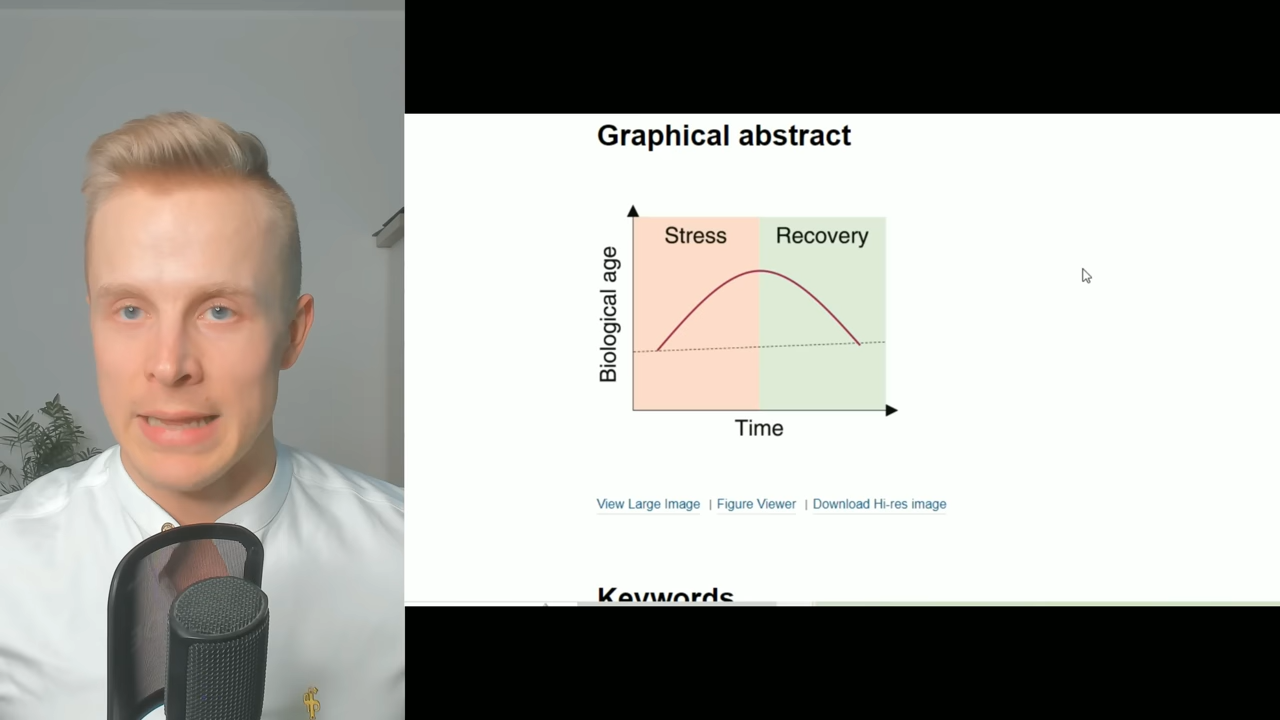 Graphical abstract
Stress
Recovery
Biological age
Time
View Large Image | Figure Viewer | Download Hi-res image
Keywords